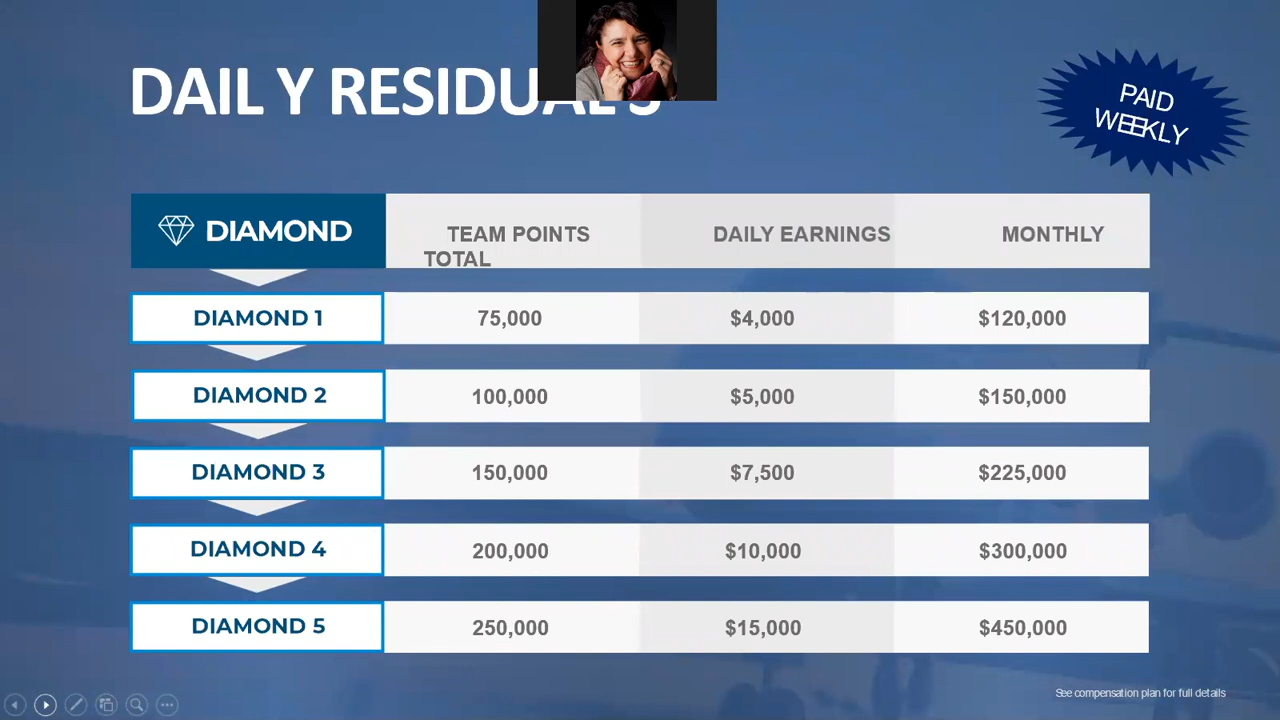 DAILY RESIDUALS
PAID
WEEKLY
DIAMOND
TEAM POINTS
TOTAL
DAILY EARNINGS
MONTHLY
DIAMOND 1
75,000
$4,000
$120,000
DIAMOND 2
100,000
$5,000
$150,000
DIAMOND 3
150,000
$7,500
$225,000
DIAMOND 4
200,000
$10,000
$300,000
DIAMOND 5
250,000
$15,000
$450,000
See compensation plan for full details